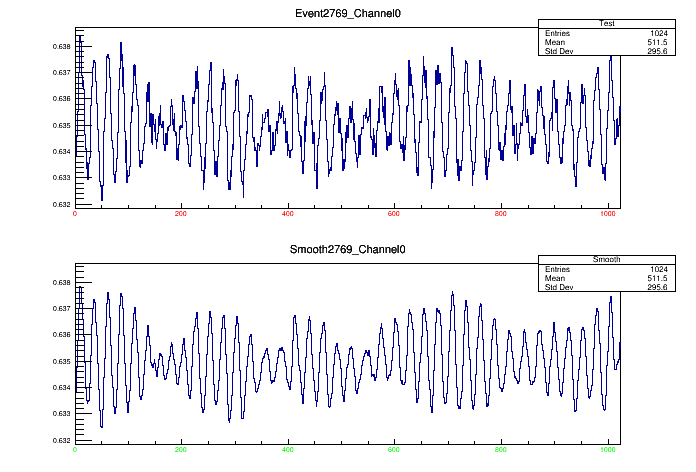 Event2769_Channel0
Test
Entries 1024
Mean 511.5
Std Dev 295.6
0.638
0.637
0.636
0.635
0.634
0.633
0.632
0 200 400 600 800 1000
Smooth2769_Channel0
Smooth
Entries 1024
Mean 511.5
Std Dev 295.6
0.638
0.637
0.636
0.635
0.634
0.633
0.632
0 200 400 600 800 1000